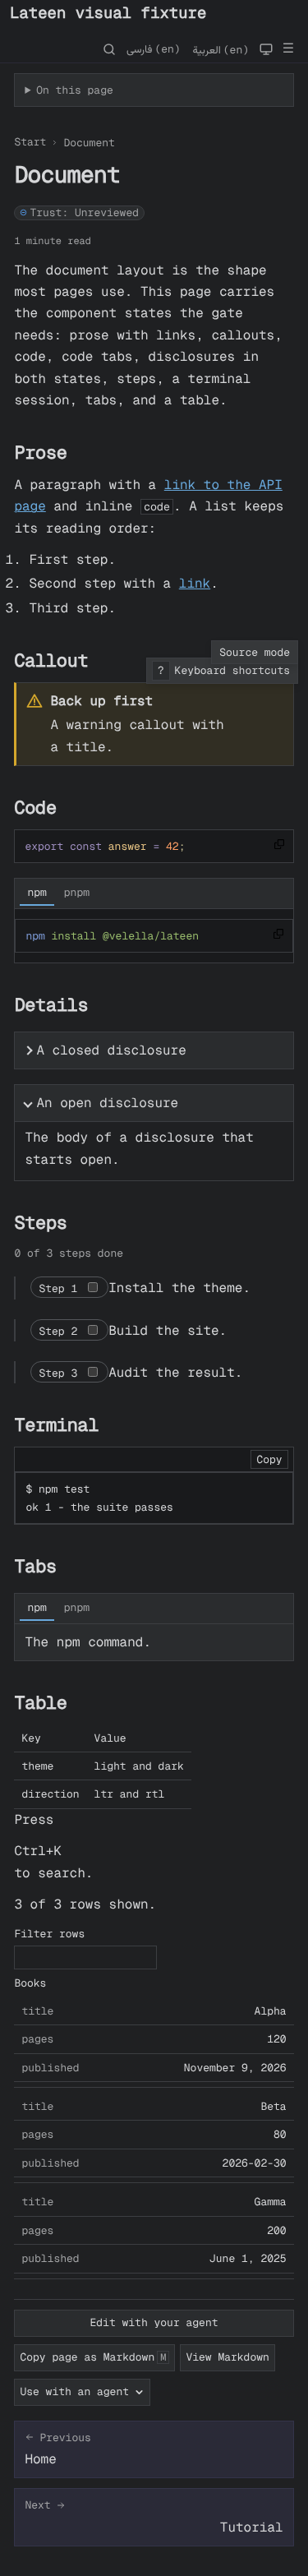 Lateen visual fixture
فارسی (en) العربية (en)
On this page
Start › Document
Document
Trust: Unreviewed
1 minute read
The document layout is the shape
most pages use. This page carries
the component states the gate
needs: prose with links, callouts,
code, code tabs, disclosures in
both states, steps, a terminal
session, tabs, and a table.
Prose
A paragraph with a link to the API
page and inline code. A list keeps
its reading order:
1. First step.
2. Second step with a link.
3. Third step.
Source mode
? Keyboard shortcuts
Callout
Back up first
A warning callout with
a title.
Code
export const answer = 42;
npm pnpm
npm install @velella/lateen
Details
A closed disclosure
An open disclosure
The body of a disclosure that
starts open.
Steps
0 of 3 steps done
Step 1 Install the theme.
Step 2 Build the site.
Step 3 Audit the result.
Terminal
Copy
$ npm test
ok 1 - the suite passes
Tabs
npm pnpm
The npm command.
Table
Key Value
theme light and dark
direction ltr and rtl
Press
Ctrl+K
to search.
3 of 3 rows shown.
Filter rows
Books
title Alpha
pages 120
published November 9, 2026
title Beta
pages 80
published 2026-02-30
title Gamma
pages 200
published June 1, 2025
Edit with your agent
Copy page as Markdown M View Markdown
Use with an agent
← Previous
Home
Next →
Tutorial